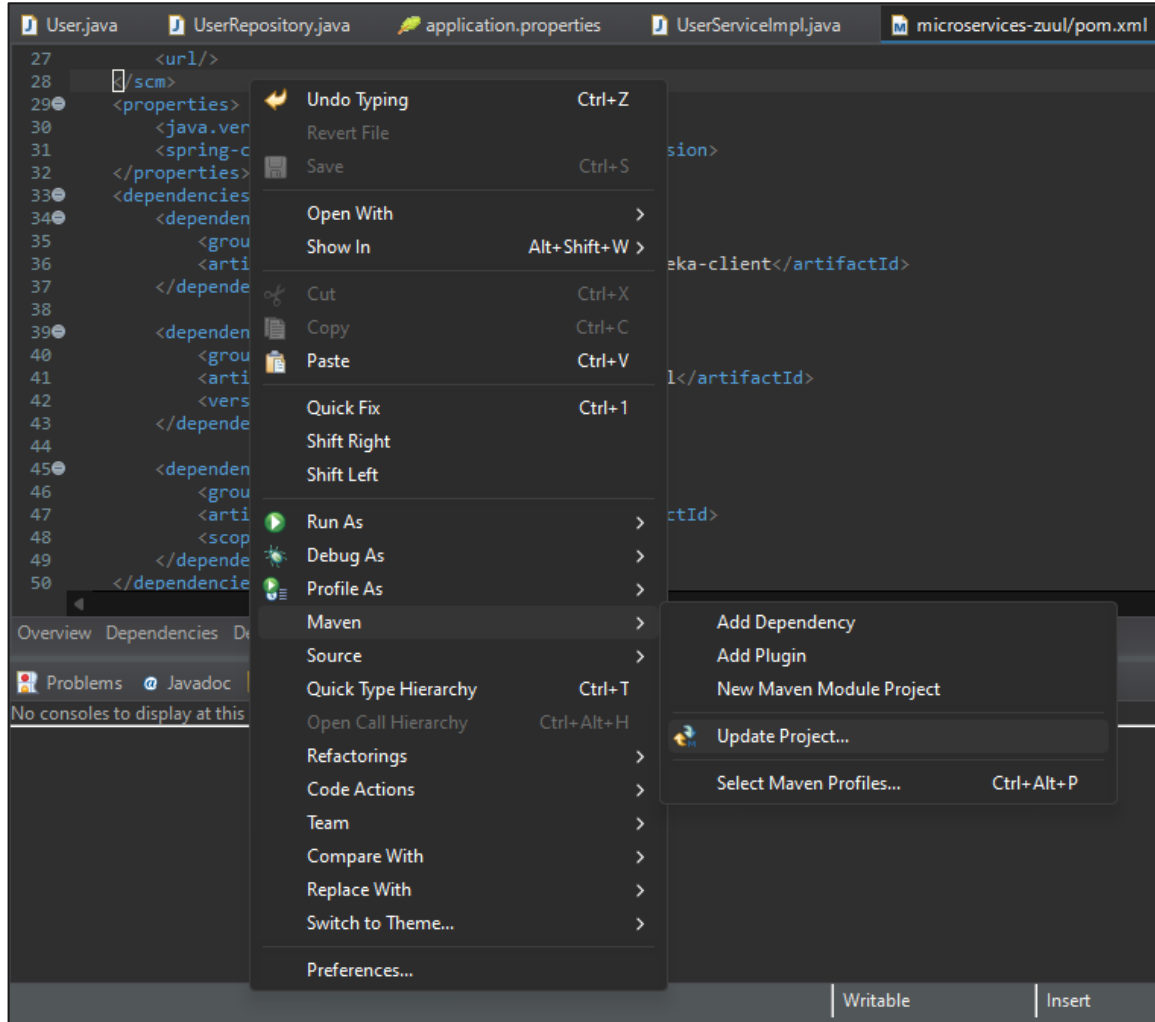 User.java UserRepository.java application.properties UserServiceImpl.java microservices-zuul/pom.xml
27 <url/>
28 </scm>
29 <properties>
30 <java.ver
31 <spring-c sion>
32 </properties>
33 <dependencies
34 <dependen
35 <grou
36 <arti eka-client</artifactId>
37 </depende
38
39 <dependen
40 <grou
41 <arti l</artifactId>
42 <vers
43 </depende
44
45 <dependen
46 <grou
47 <arti ctId>
48 <scop
49 </depende
50 </dependencie
Overview Dependencies De
Problems @ Javadoc
No consoles to display at this
Undo Typing Ctrl+Z
Revert File
Save Ctrl+S
Open With
Show In Alt+Shift+W
Cut Ctrl+X
Copy Ctrl+C
Paste Ctrl+V
Quick Fix Ctrl+1
Shift Right
Shift Left
Run As
Debug As
Profile As
Maven
Source
Quick Type Hierarchy Ctrl+T
Open Call Hierarchy Ctrl+Alt+H
Refactorings
Code Actions
Team
Compare With
Replace With
Switch to Theme...
Preferences...
Add Dependency
Add Plugin
New Maven Module Project
Update Project...
Select Maven Profiles... Ctrl+Alt+P
Writable Insert